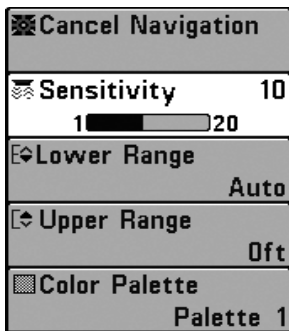 Cancel Navigation
Sensitivity 10
1 20
Lower Range
Auto
Upper Range
0ft
Color Palette
Palette 1